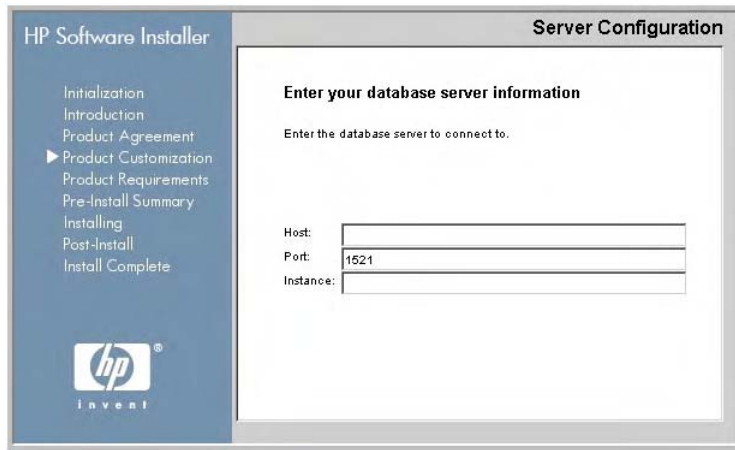 HP Software Installer
Initialization
Introduction
Product Agreement
Product Customization
Product Requirements
Pre-Install Summary
Installing
Post-Install
Install Complete
hp ®
invent
Server Configuration
Enter your database server information
Enter the database server to connect to.
Host:
Port: 1521
Instance: